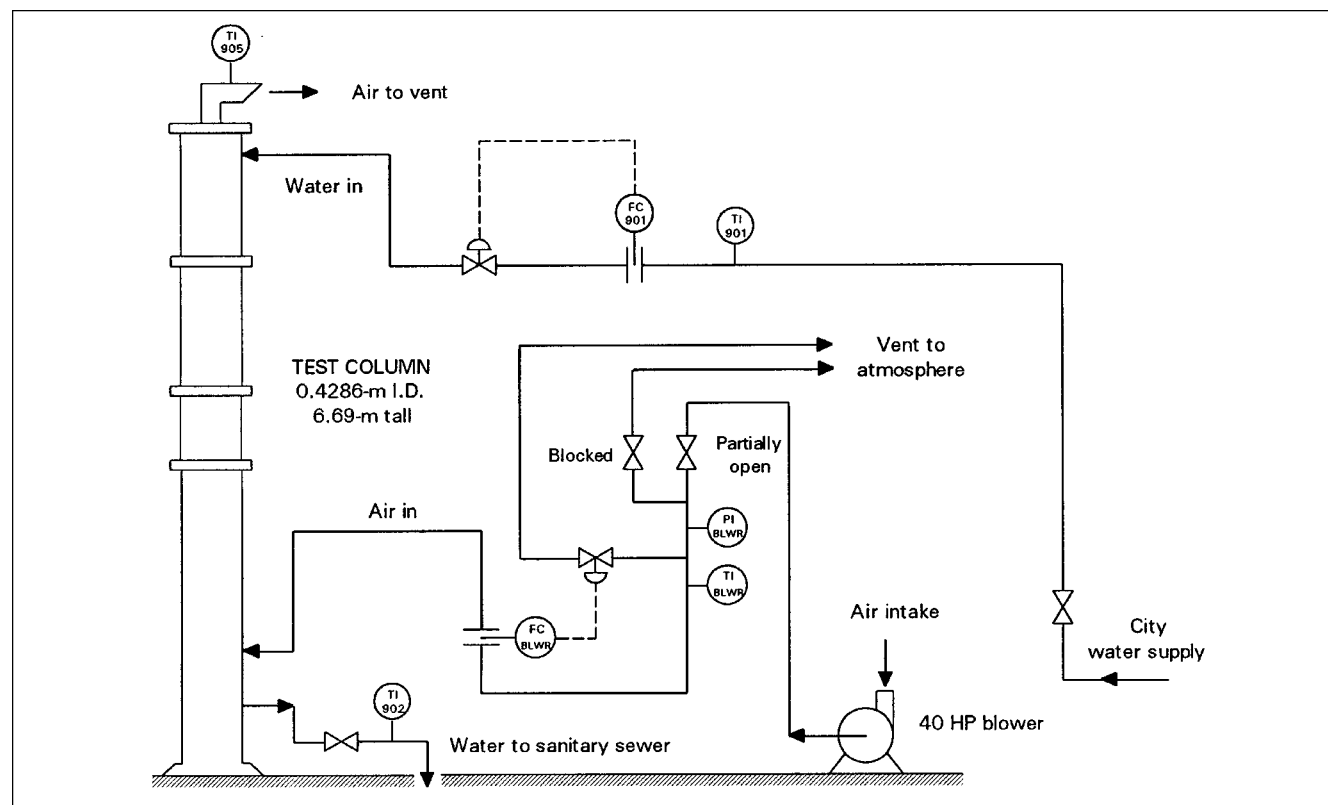 TI
905
Air to vent
Water in
FC
901
TI
901
TEST COLUMN
0.4286-m I.D.
6.69-m tall
Vent to
atmosphere
Blocked
Partially
open
Air in
PI
BLWR
TI
BLWR
FC
BLWR
Air intake
City
water supply
TI
902
40 HP blower
Water to sanitary sewer